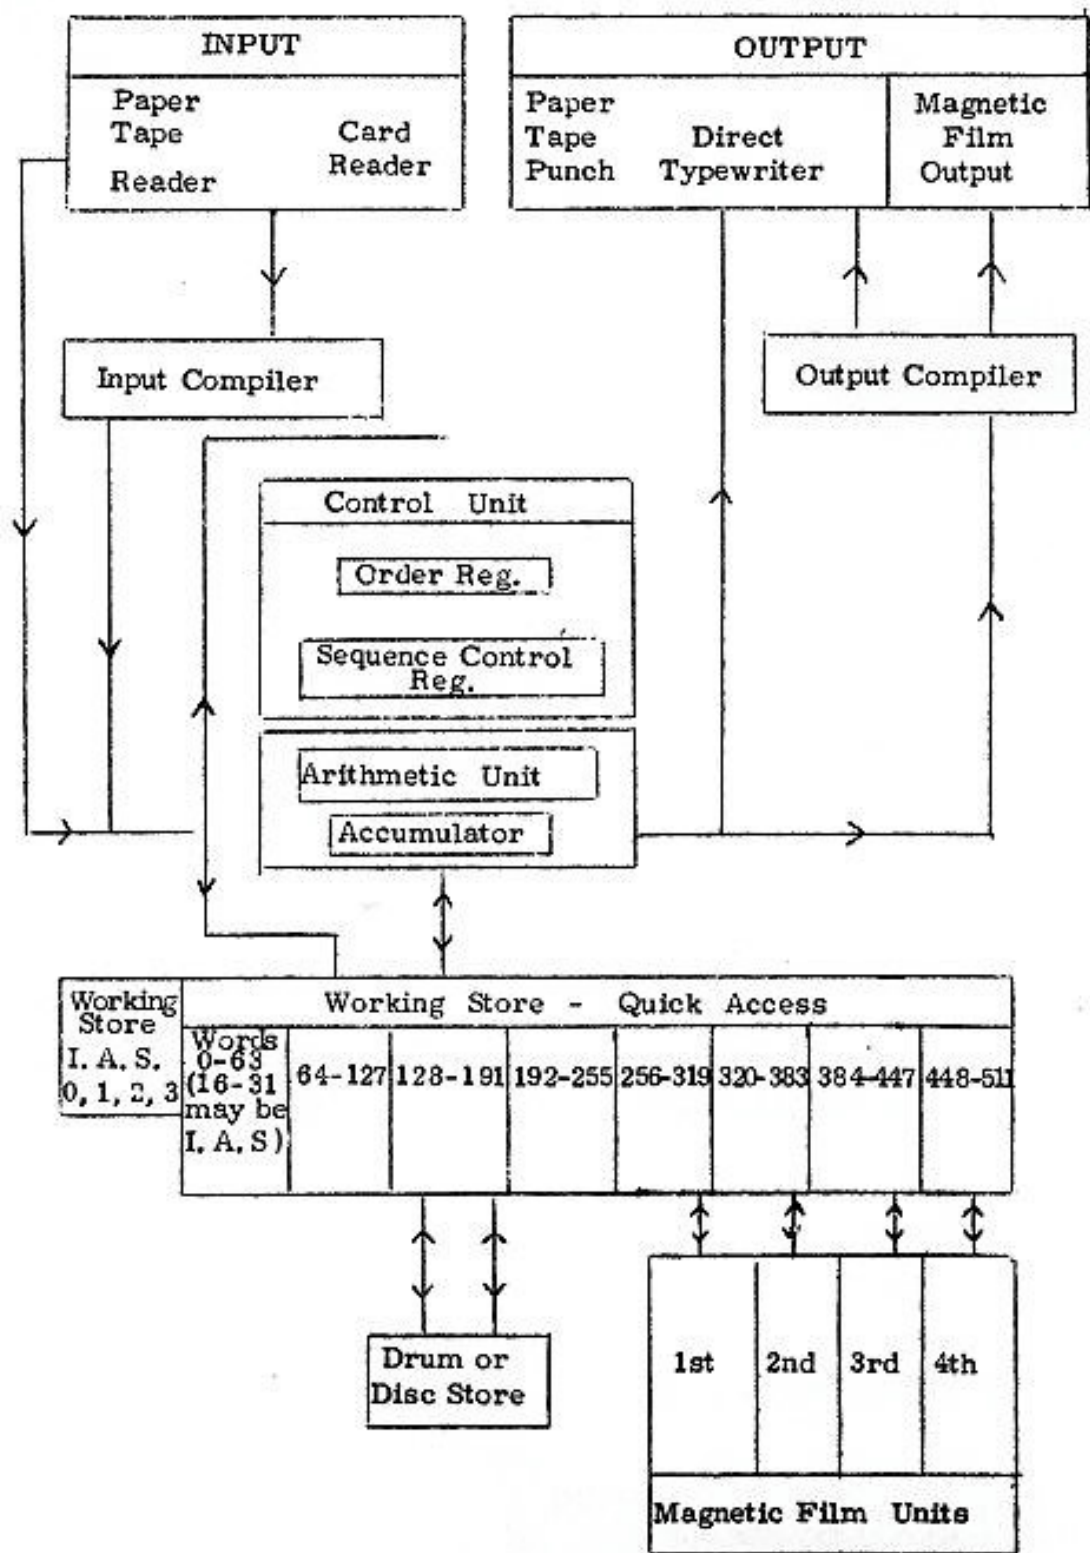 INPUT
Paper
Tape
Reader
Card
Reader
OUTPUT
Paper
Tape
Punch
Direct
Typewriter
Magnetic
Film
Output
Input Compiler
Output Compiler
Control Unit
Order Reg.
Sequence Control
Reg.
Arithmetic Unit
Accumulator
Working
Store
I. A. S.
0, 1, 2, 3
Working Store - Quick Access
Words
0-63
(16-31
may be
I. A. S)
64-127
128-191
192-255
256-319
320-383
384-447
448-511
Drum or
Disc Store
1st
2nd
3rd
4th
Magnetic Film Units